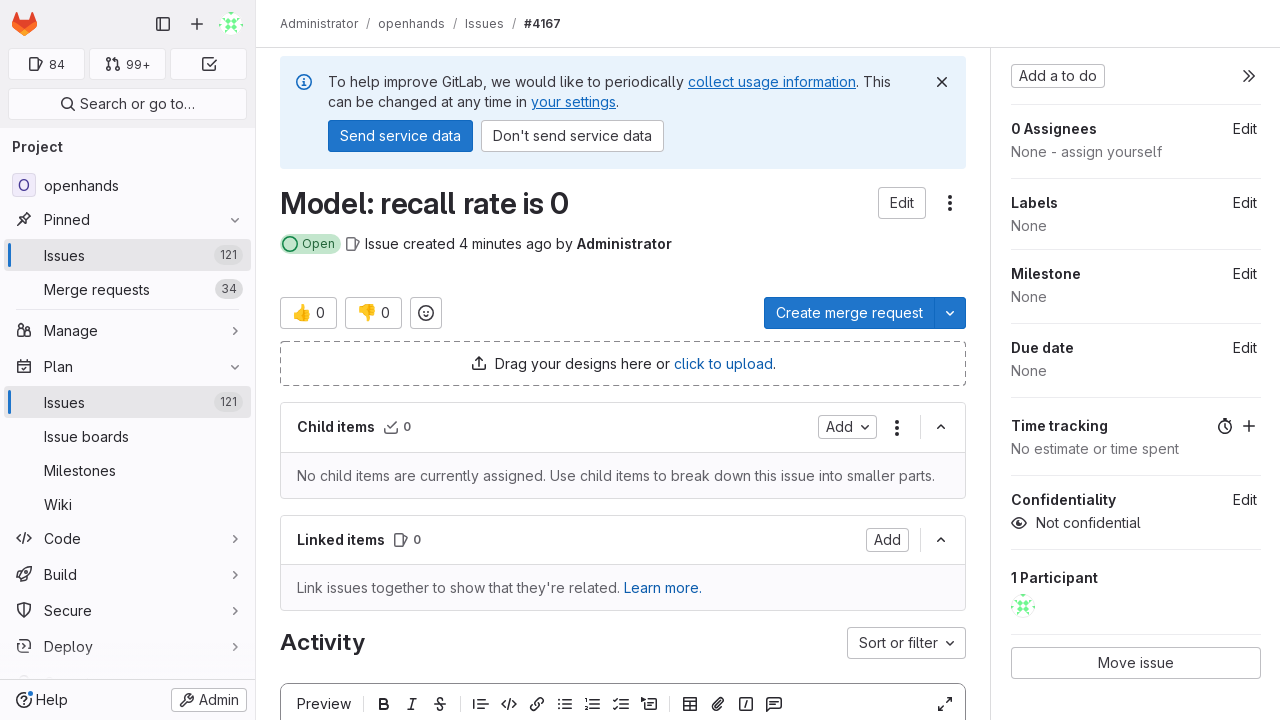 Administrator / openhands / Issues / #4167
84
99+
Search or go to…
Project
O openhands
Pinned
Issues 121
Merge requests 34
Manage
Plan
Issues 121
Issue boards
Milestones
Wiki
Code
Build
Secure
Deploy
Help
Admin
To help improve GitLab, we would like to periodically collect usage information. This
can be changed at any time in your settings.
Send service data
Don't send service data
Model: recall rate is 0
Edit
Open
Issue created 4 minutes ago by Administrator
👍 0
👎 0
Create merge request
Drag your designs here or click to upload.
Child items 0
Add
No child items are currently assigned. Use child items to break down this issue into smaller parts.
Linked items 0
Add
Link issues together to show that they're related. Learn more.
Activity
Sort or filter
Preview
Add a to do
0 Assignees Edit
None - assign yourself
Labels Edit
None
Milestone Edit
None
Due date Edit
None
Time tracking
No estimate or time spent
Confidentiality Edit
Not confidential
1 Participant
Move issue